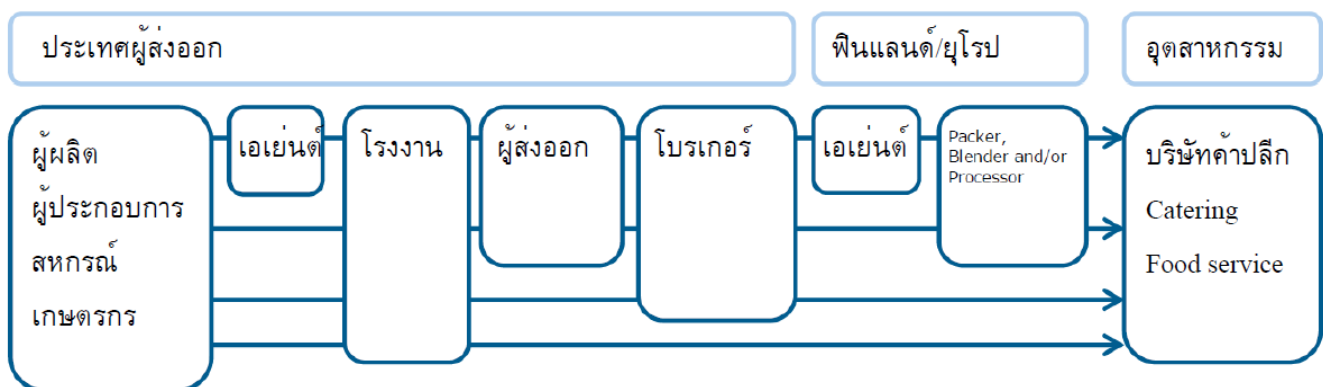 ประเทศผู้ส่งออก
ฟินแลนด์/ยุโรป
อุตสาหกรรม
ผู้ผลิต
ผู้ประกอบการ
สหกรณ์
เกษตรกร
เอเย่นต์
โรงงาน
ผู้ส่งออก
โบรเกอร์
เอเย่นต์
Packer,
Blender and/or
Processor
บริษัทค้าปลีก
Catering
Food service